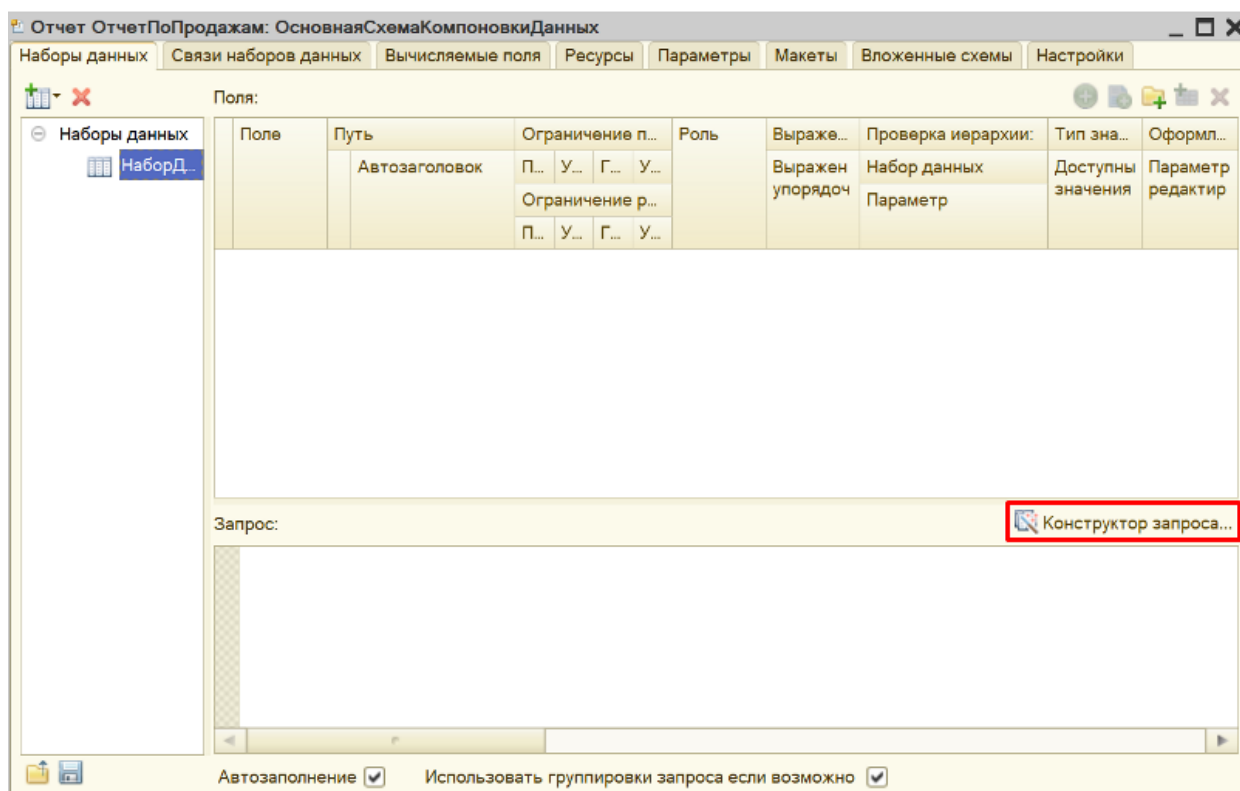 Отчет ОтчетПоПродажам: ОсновнаяСхемаКомпоновкиДанных
Наборы данных Связи наборов данных Вычисляемые поля Ресурсы Параметры Макеты Вложенные схемы Настройки
Поля:
Наборы данных
НаборД...
Поле Путь Ограничение п... Роль Выраже... Проверка иерархии: Тип зна... Оформл...
Автозаголовок П... У... Г... У... Выражен Набор данных Доступны Параметр
упорядоч значения редактир
Ограничение р... Параметр
П... У... Г... У...
Запрос: Конструктор запроса...
Автозаполнение Использовать группировки запроса если возможно